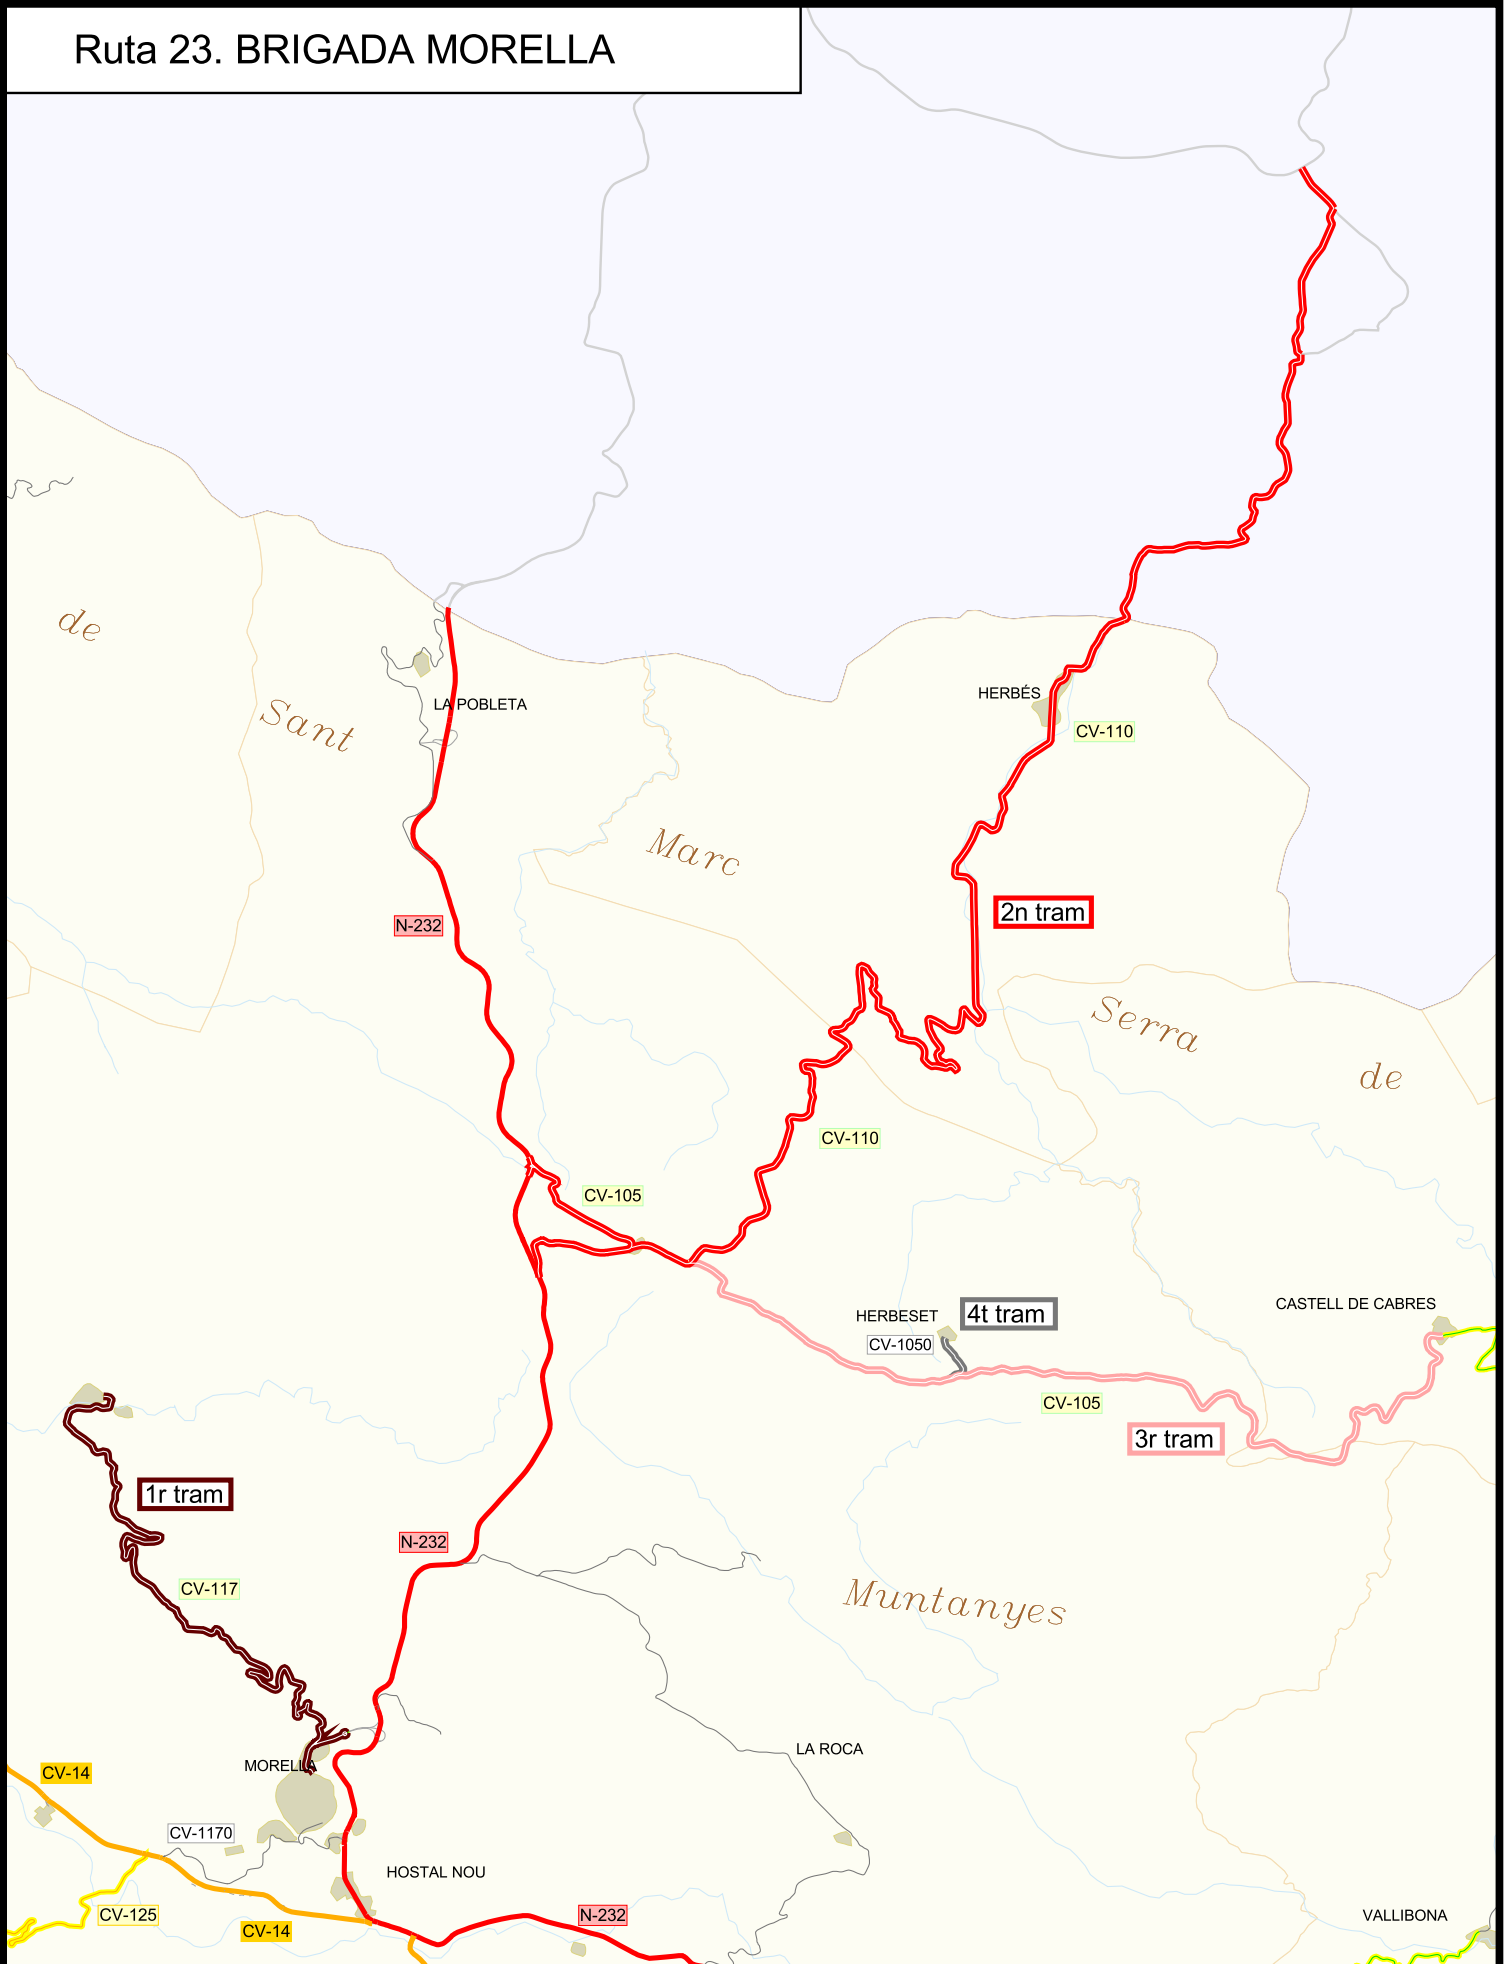 Ruta 23. BRIGADA MORELLA
de
Sant
LA POBLETA
HERBÉS
CV-110
Marc
N-232
2n tram
Serra
de
CV-110
CV-105
HERBESET
4t tram
CASTELL DE CABRES
CV-1050
CV-105
3r tram
1r tram
N-232
CV-117
Muntanyes
LA ROCA
MORELLA
CV-14
CV-1170
HOSTAL NOU
CV-125
CV-14
N-232
VALLIBONA